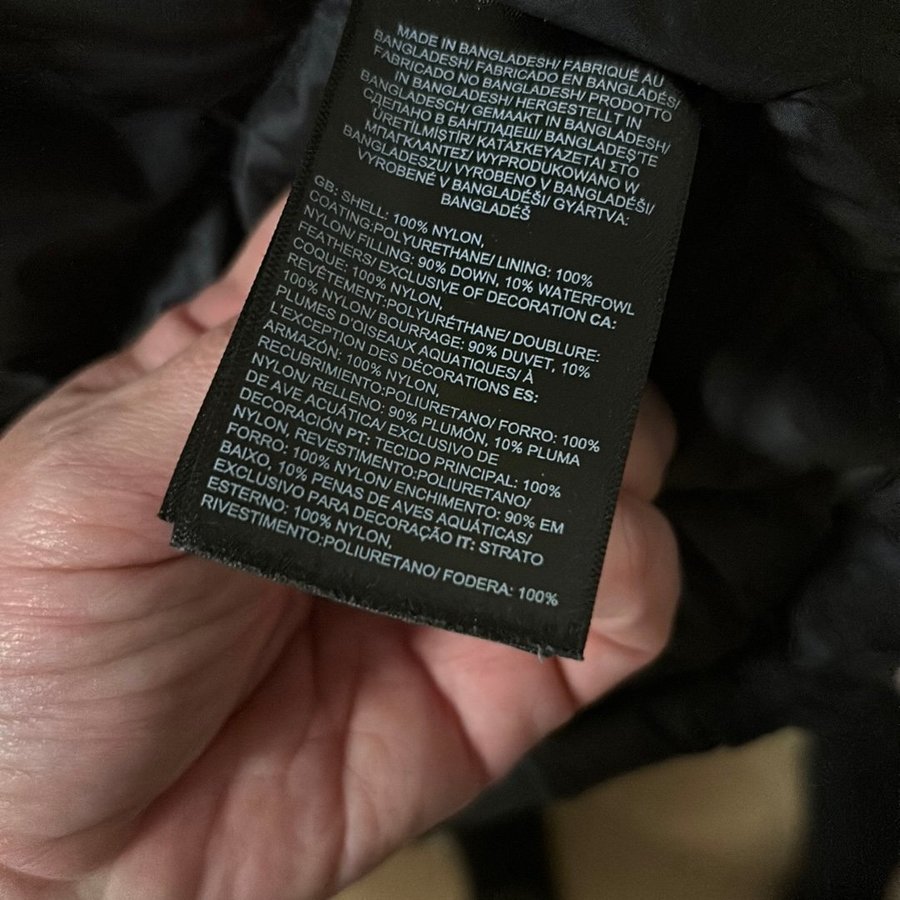 MADE IN BANGLADESH/ FABRIQUÉ AU
BANGLADESH/ FABRICADO EN BANGLADÉS/
FABRICADO NO BANGLADESH/ PRODOTTO
IN BANGLADESH/ HERGESTELLT IN
BANGLADESCH/ GEMAAKT IN BANGLADESH/
СДЕЛАНО В БАНГЛАДЕШ/ BANGLADEŞ'TE
ÜRETİLMİŞTİR/ ΚΑΤΑΣΚΕΥΑΖΕΤΑΙ ΣΤΟ
ΜΠΑΓΚΛΑΝΤΕΣ/ WYPRODUKOWANO W
BANGLADESZU/ VYROBENO V BANGLADÉŠI/
VYROBENÉ V BANGLADÉŠI/ GYÁRTVA:
BANGLADÉŠ
GB: SHELL: 100% NYLON,
COATING:POLYURETHANE/ LINING: 100%
NYLON/ FILLING: 90% DOWN, 10% WATERFOWL
FEATHERS/ EXCLUSIVE OF DECORATION CA:
COQUE: 100% NYLON,
REVÊTEMENT:POLYURÉTHANE/ DOUBLURE:
100% NYLON/ BOURRAGE: 90% DUVET, 10%
PLUMES D'OISEAUX AQUATIQUES/ À
L'EXCEPTION DES DÉCORATIONS ES:
ARMAZÓN: 100% NYLON,
RECUBRIMIENTO:POLIURETANO/ FORRO: 100%
NYLON/ RELLENO: 90% PLUMÓN, 10% PLUMA
DE AVE ACUÁTICA/ EXCLUSIVO DE
DECORACIÓN PT: TECIDO PRINCIPAL: 100%
NYLON, REVESTIMENTO:POLIURETANO/
FORRO: 100% NYLON/ ENCHIMENTO: 90% EM
BAIXO, 10% PENAS DE AVES AQUÁTICAS/
EXCLUSIVO PARA DECORAÇÃO IT: STRATO
ESTERNO: 100% NYLON,
RIVESTIMENTO:POLIURETANO/ FODERA: 100%